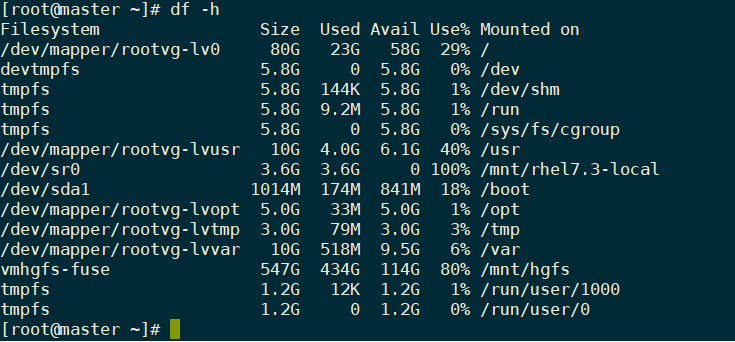 [root@master ~]# df -h
Filesystem Size Used Avail Use% Mounted on
/dev/mapper/rootvg-lv0 80G 23G 58G 29% /
devtmpfs 5.8G 0 5.8G 0% /dev
tmpfs 5.8G 144K 5.8G 1% /dev/shm
tmpfs 5.8G 9.2M 5.8G 1% /run
tmpfs 5.8G 0 5.8G 0% /sys/fs/cgroup
/dev/mapper/rootvg-lvusr 10G 4.0G 6.1G 40% /usr
/dev/sr0 3.6G 3.6G 0 100% /mnt/rhel7.3-local
/dev/sda1 1014M 174M 841M 18% /boot
/dev/mapper/rootvg-lvopt 5.0G 33M 5.0G 1% /opt
/dev/mapper/rootvg-lvtmp 3.0G 79M 3.0G 3% /tmp
/dev/mapper/rootvg-lvvar 10G 518M 9.5G 6% /var
vmhgfs-fuse 547G 434G 114G 80% /mnt/hgfs
tmpfs 1.2G 12K 1.2G 1% /run/user/1000
tmpfs 1.2G 0 1.2G 0% /run/user/0
[root@master ~]#